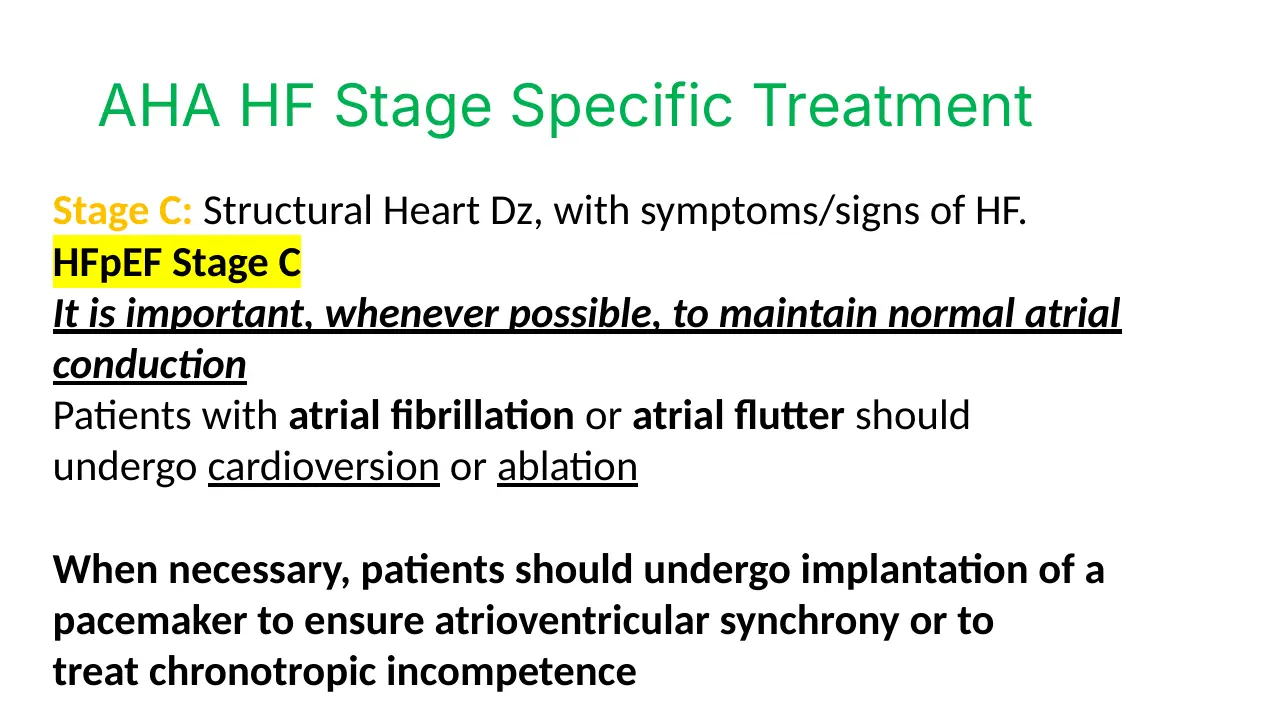 AHA HF Stage Specific Treatment
Stage C: Structural Heart Dz, with symptoms/signs of HF.
HFpEF Stage C
It is important, whenever possible, to maintain normal atrial
conduction
Patients with atrial fibrillation or atrial flutter should
undergo cardioversion or ablation
When necessary, patients should undergo implantation of a
pacemaker to ensure atrioventricular synchrony or to
treat chronotropic incompetence